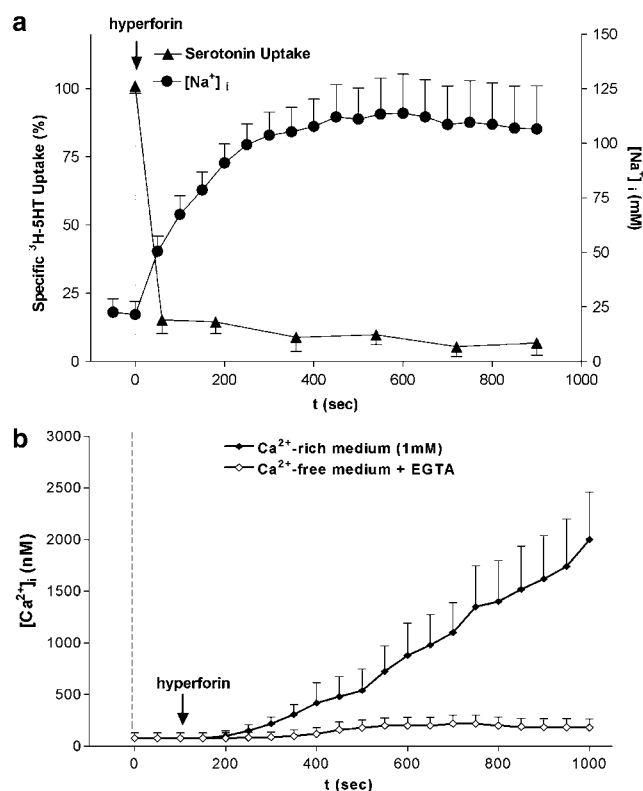 a
hyperforin
Serotonin Uptake
[Na⁺] i
Specific ³H-5HT Uptake (%)
100
75
50
25
0
150
125
100
75
50
25
0
[Na⁺]i (mM)
0 200 400 600 800 1000
t (sec)
b
Ca²⁺-rich medium (1mM)
Ca²⁺-free medium + EGTA
[Ca²⁺]i (nM)
3000
2500
2000
1500
1000
500
0
hyperforin
0 200 400 600 800 1000
t (sec)